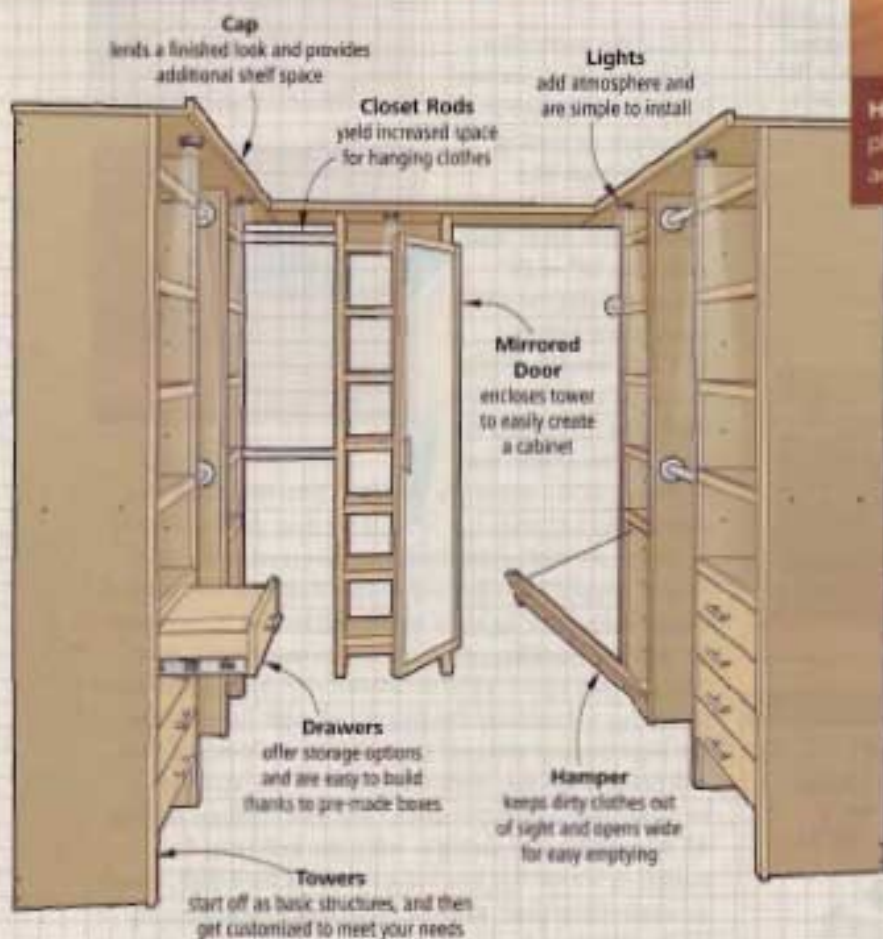 Cap
lends a finished look and provides
additional shelf space
Closet Rods
yield increased space
for hanging clothes
Lights
add atmosphere and
are simple to install
Mirrored
Door
encloses tower
to easily create
a cabinet
Drawers
offer storage options
and are easy to build
thanks to pre-made boxes
Hamper
keeps dirty clothes out
of sight and opens wide
for easy emptying
Towers
start off as basic structures, and then
get customized to meet your needs